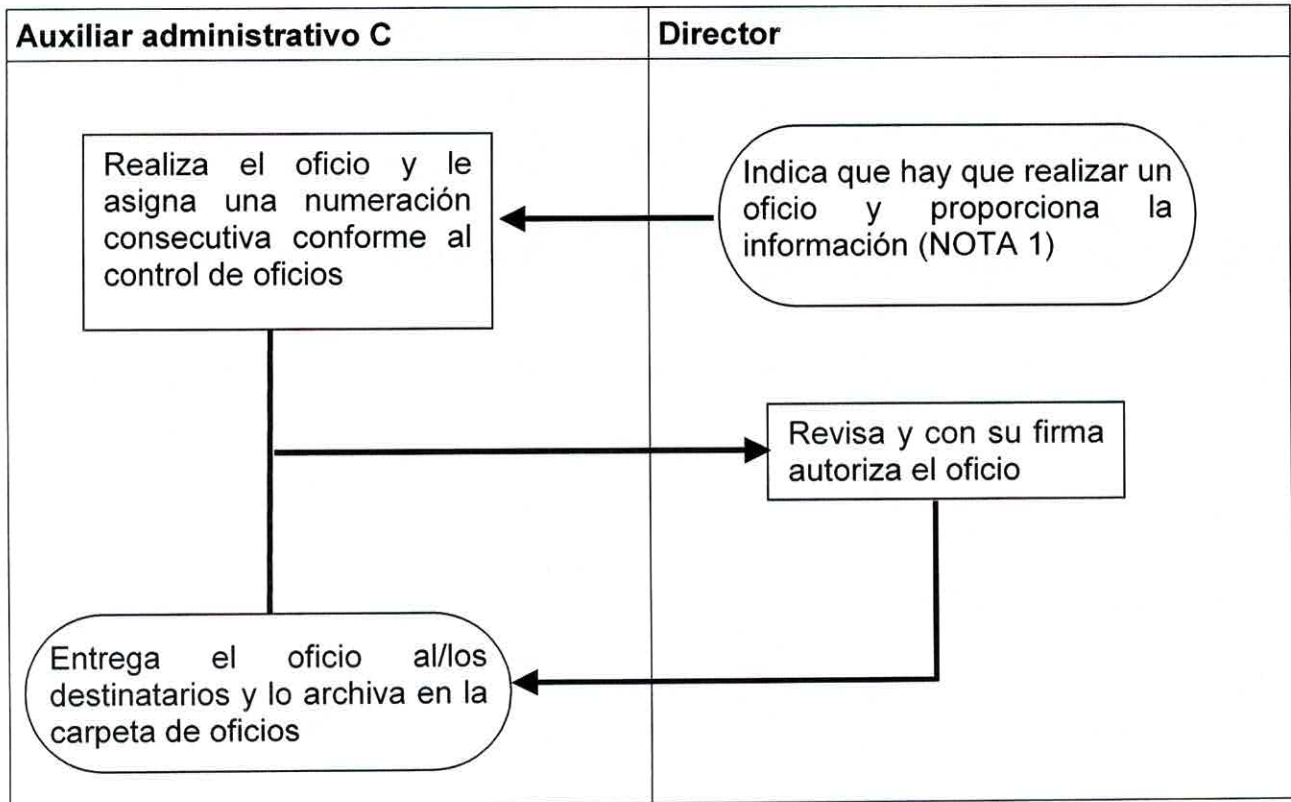 Auxiliar administrativo C
Director
Indica que hay que realizar un
oficio y proporciona la
información (NOTA 1)
Realiza el oficio y le
asigna una numeración
consecutiva conforme al
control de oficios
Revisa y con su firma
autoriza el oficio
Entrega el oficio al/los
destinatarios y lo archiva en la
carpeta de oficios